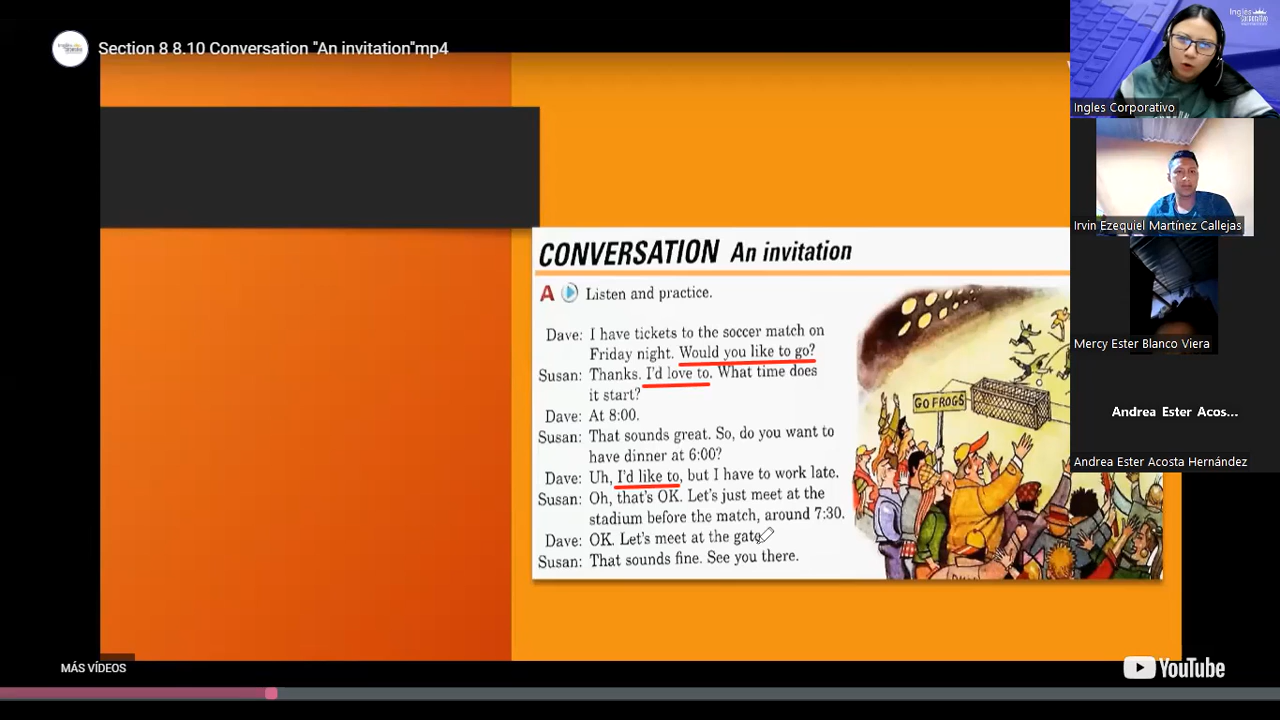 Section 8 8.10 Conversation "An invitation"mp4
Ingles Corporativo
Irvin Ezequiel Martínez Callejas
Mercy Ester Blanco Viera
Andrea Ester Acos...
Andrea Ester Acosta Hernández
CONVERSATION An invitation
A Listen and practice.
Dave: I have tickets to the soccer match on
Friday night. Would you like to go?
Susan: Thanks. I'd love to. What time does
it start?
Dave: At 8:00.
Susan: That sounds great. So, do you want to
have dinner at 6:00?
Dave: Uh, I'd like to, but I have to work late.
Susan: Oh, that's OK. Let's just meet at the
stadium before the match, around 7:30.
Dave: OK. Let's meet at the gate
Susan: That sounds fine. See you there.
GO FROGS
MÁS VÍDEOS
YouTube